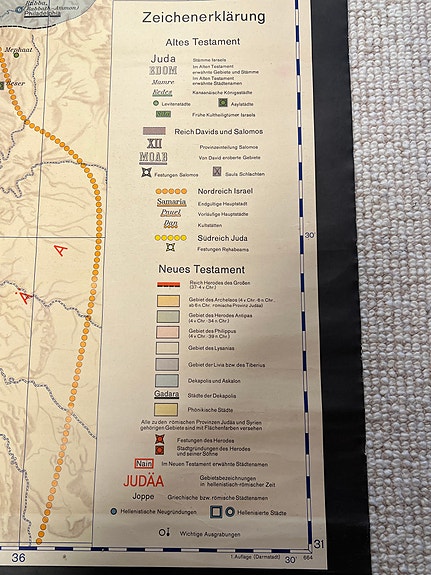 Rabba,
(Rabbath-Ammon)
Philadelphia
Mephaat
Beser
A
A
30'
36
31
30'
Zeichenerklärung
Altes Testament
Juda Stämme Israels
EDOM Im Alten Testament
erwähnte Gebiete und Stämme
Mamre Im Alten Testament
erwähnte Städtenamen
Kedes Kanaanäische Königsstädte
Levitenstädte Asylstädte
Silo Frühe Kultheiligtümer Israels
Reich Davids und Salomos
XII Provinzeinteilung Salomos
MOAB Von David eroberte Gebiete
Festungen Salomos Sauls Schlachten
Nordreich Israel
Samaria Endgültige Hauptstadt
Pnuel Vorläufige Hauptstädte
Dan Kultstätten
Südreich Juda
Festungen Rehabeams
Neues Testament
Reich Herodes des Großen
(37-4 v.Chr.)
Gebiet des Archelaos (4 v.Chr.-6 n.Chr.
ab 6 n.Chr. römische Provinz Judäa)
Gebiet des Herodes Antipas
(4 v.Chr.-34 n.Chr.)
Gebiet des Philippus
(4 v.Chr.-39 n.Chr.)
Gebiet des Lysanias
Gebiet der Livia bzw. des Tiberius
Dekapolis und Askalon
Gadara Städte der Dekapolis
Phönikische Städte
Alle zu den römischen Provinzen Judäa und Syrien
gehörigen Gebiete sind mit Flächenfarben versehen
Festungen des Herodes
Stadtgründungen des Herodes
und seiner Söhne
Nain Im Neuen Testament erwähnte Städtenamen
JUDÄA Gebietsbezeichnungen
in hellenistisch-römischer Zeit
Joppe Griechische bzw. römische Städtenamen
Hellenistische Neugründungen Hellenisierte Städte
Wichtige Ausgrabungen
1. Auflage (Darmstadt) 664